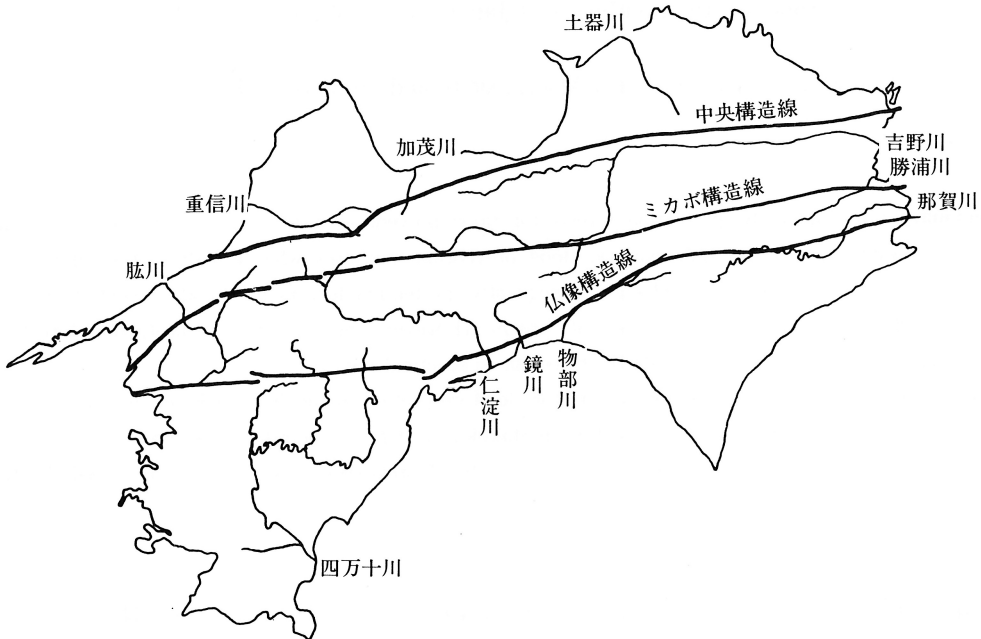 土器川
中央構造線
加茂川
吉野川
勝浦川
重信川
ミカボ構造線
那賀川
肱川
仏像構造線
鏡川
物部川
仁淀川
四万十川